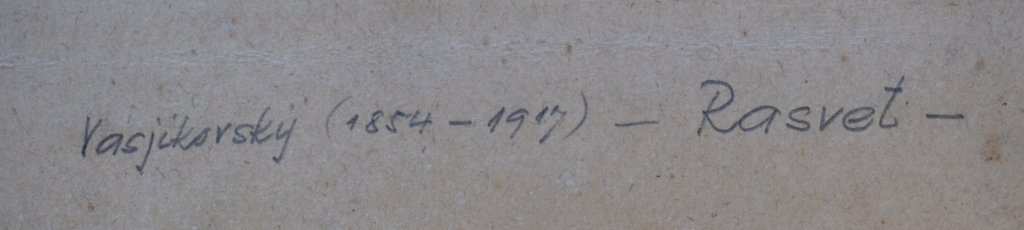 Vasjikovský (1854 – 1917) — Rasvet —